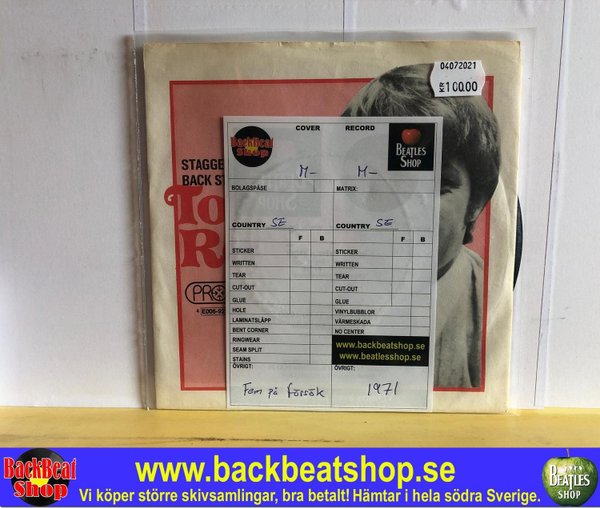 04072021
KR 100.00
STAGGE
BACK ST
To
R
PRO
4 E006-92
BACKBEAT
SHOP
COVER
RECORD
BEATLES
SHOP
M-
M-
BOLAGSPÅSE
MATRIX:
COUNTRY SE
COUNTRY SE
F B
F B
STICKER
STICKER
WRITTEN
WRITTEN
TEAR
TEAR
CUT-OUT
CUT-OUT
GLUE
GLUE
HOLE
VINYLBUBBLOR
LAMINATSLÄPP
VÄRMESKADA
BENT CORNER
NO CENTER
RINGWEAR
SEAM SPLIT
STAINS
www.backbeatshop.se
www.beatlesshop.se
ÖVRIGT:
ÖVRIGT:
Fem på försök
1971
BACKBEAT
SHOP
www.backbeatshop.se
Vi köper större skivsamlingar, bra betalt! Hämtar i hela södra Sverige.
BEATLES
SHOP